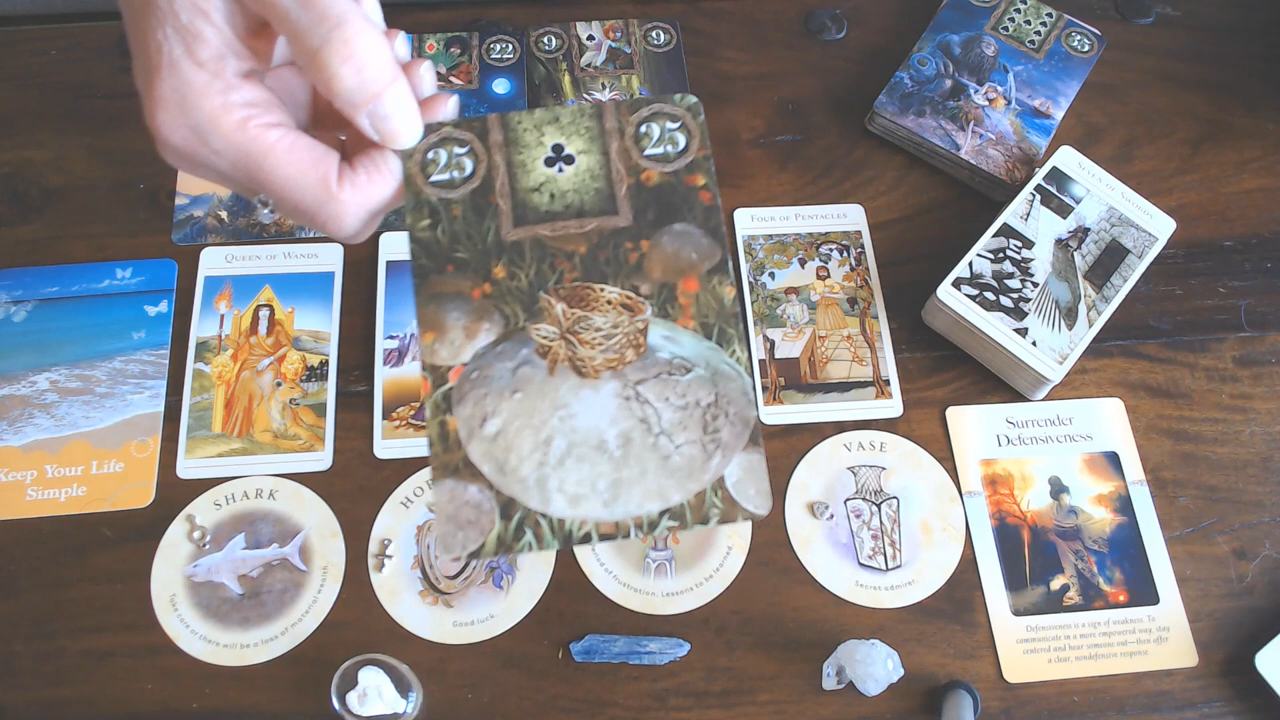 22
9
9
35
25
25
QUEEN OF WANDS
FOUR OF PENTACLES
SEVEN OF SWORDS
Keep Your Life
Simple
SHARK
Take care or there will be a loss of material wealth.
Good luck.
Period of frustration. Lessons to be learned.
VASE
Secret admirer.
Surrender
Defensiveness
Defensiveness is a sign of weakness. To
communicate in a more empowered way, stay
centered and hear someone out—then offer
a clear, nondefensive response.